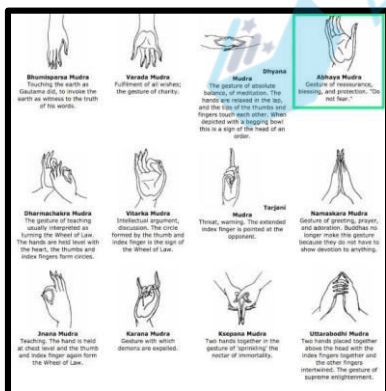 Bhumisparsa Mudra
Touching the earth as
Gautama did, to invoke the
earth as witness to the truth
of his words.
Varada Mudra
Fulfilment of all wishes;
the gesture of charity.
Dhyana
Mudra
The gesture of absolute
balance, of meditation. The
hands are relaxed in the lap,
and the tips of the thumbs and
fingers touch each other. When
depicted with a begging bowl
this is a sign of the head of an
order.
Abhaya Mudra
Gesture of reassurance,
blessing, and protection. "Do
not fear."
Dharmachakra Mudra
The gesture of teaching
usually interpreted as
turning the Wheel of Law.
The hands are held level with
the heart, the thumbs and
index fingers form circles.
Vitarka Mudra
Intellectual argument,
discussion. The circle
formed by the thumb and
index finger is the sign of
the Wheel of Law.
Tarjani
Mudra
Threat, warning. The extended
index finger is pointed at the
opponent.
Namaskara Mudra
Gesture of greeting, prayer,
and adoration. Buddhas no
longer make this gesture
because they do not have to
show devotion to anything.
Jnana Mudra
Teaching. The hand is held
at chest level and the thumb
and index finger again form
the Wheel of Law.
Karana Mudra
Gesture with which
demons are expelled.
Ksepana Mudra
Two hands together in the
gesture of 'sprinkling' the
nectar of immortality.
Uttarabodhi Mudra
Two hands placed together
above the head with the
index fingers together and
the other fingers
intertwined. The gesture of
supreme enlightenment.